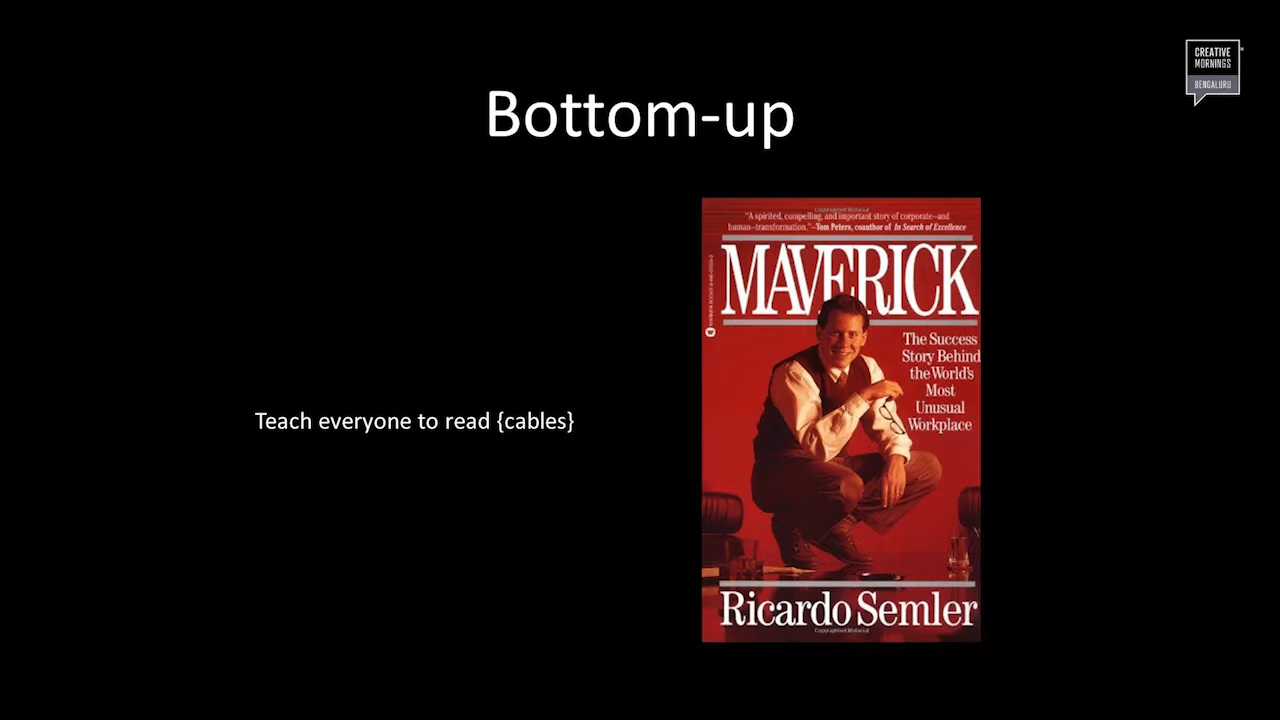 CREATIVE
MORNINGS
BENGALURU
Bottom-up
Teach everyone to read {cables}
"A spirited, compelling, and important story of corporate—and
human—transformation."—Tom Peters, coauthor of In Search of Excellence
MAVERICK
The Success
Story Behind
the World's
Most
Unusual
Workplace
Ricardo Semler
Copyrighted Material